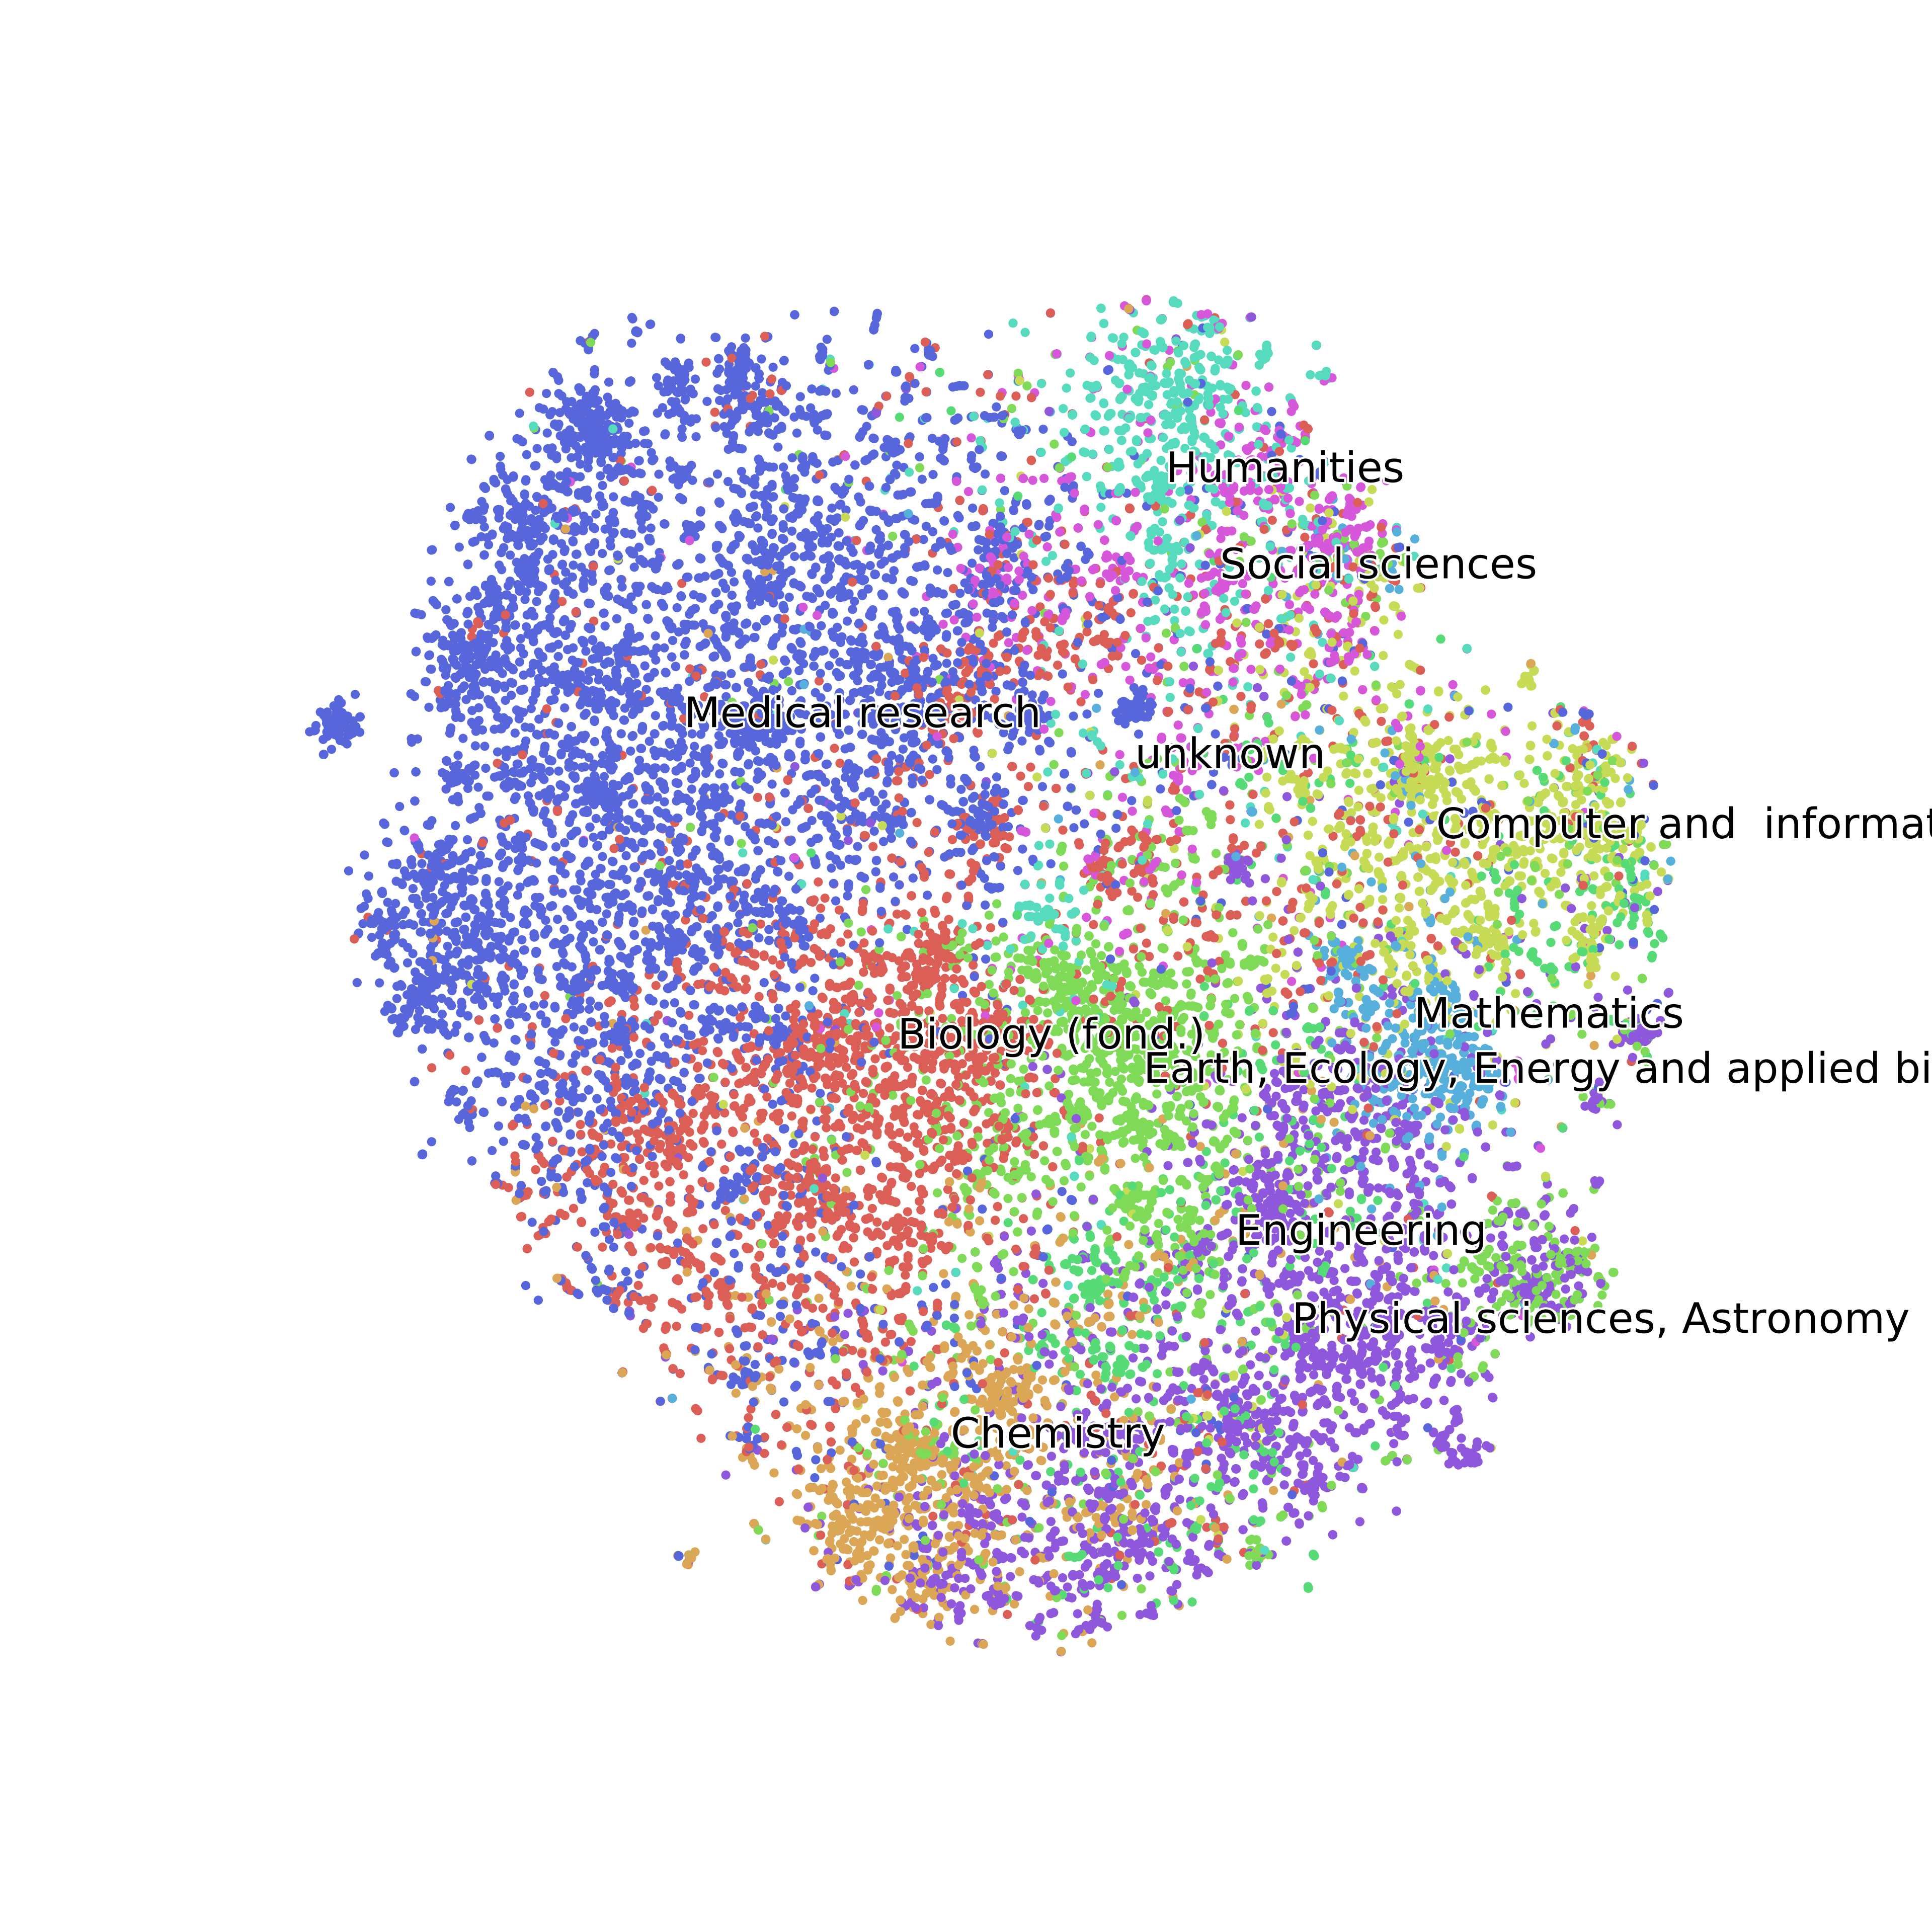 Humanities
Social sciences
Medical research
unknown
Computer and  informat
Mathematics
Biology (fond.)
Earth, Ecology, Energy and applied bi
Engineering
Physical sciences, Astronomy
Chemistry